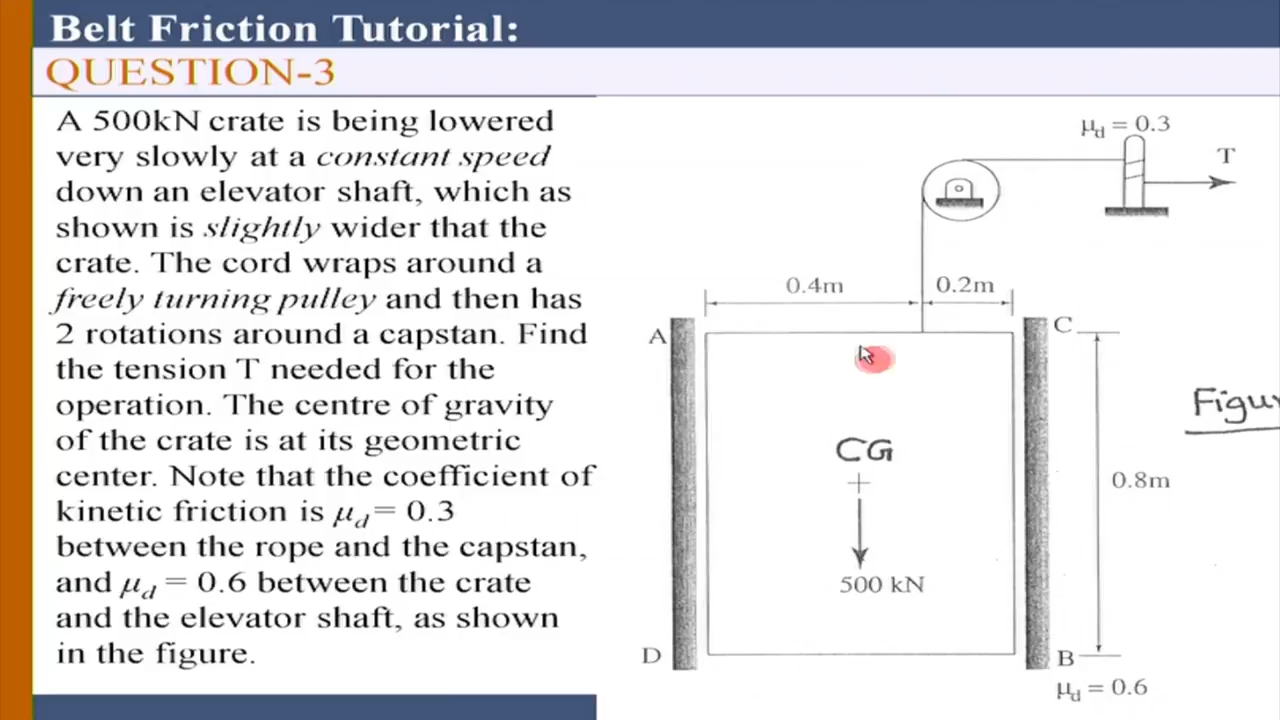 Belt Friction Tutorial:
QUESTION-3
A 500kN crate is being lowered
very slowly at a constant speed
down an elevator shaft, which as
shown is slightly wider that the
crate. The cord wraps around a
freely turning pulley and then has
2 rotations around a capstan. Find
the tension T needed for the
operation. The centre of gravity
of the crate is at its geometric
center. Note that the coefficient of
kinetic friction is μd = 0.3
between the rope and the capstan,
and μd = 0.6 between the crate
and the elevator shaft, as shown
in the figure.
μd = 0.3
T
0.4m
0.2m
A
C
CG
500 kN
0.8m
D
B
μd = 0.6
Figu